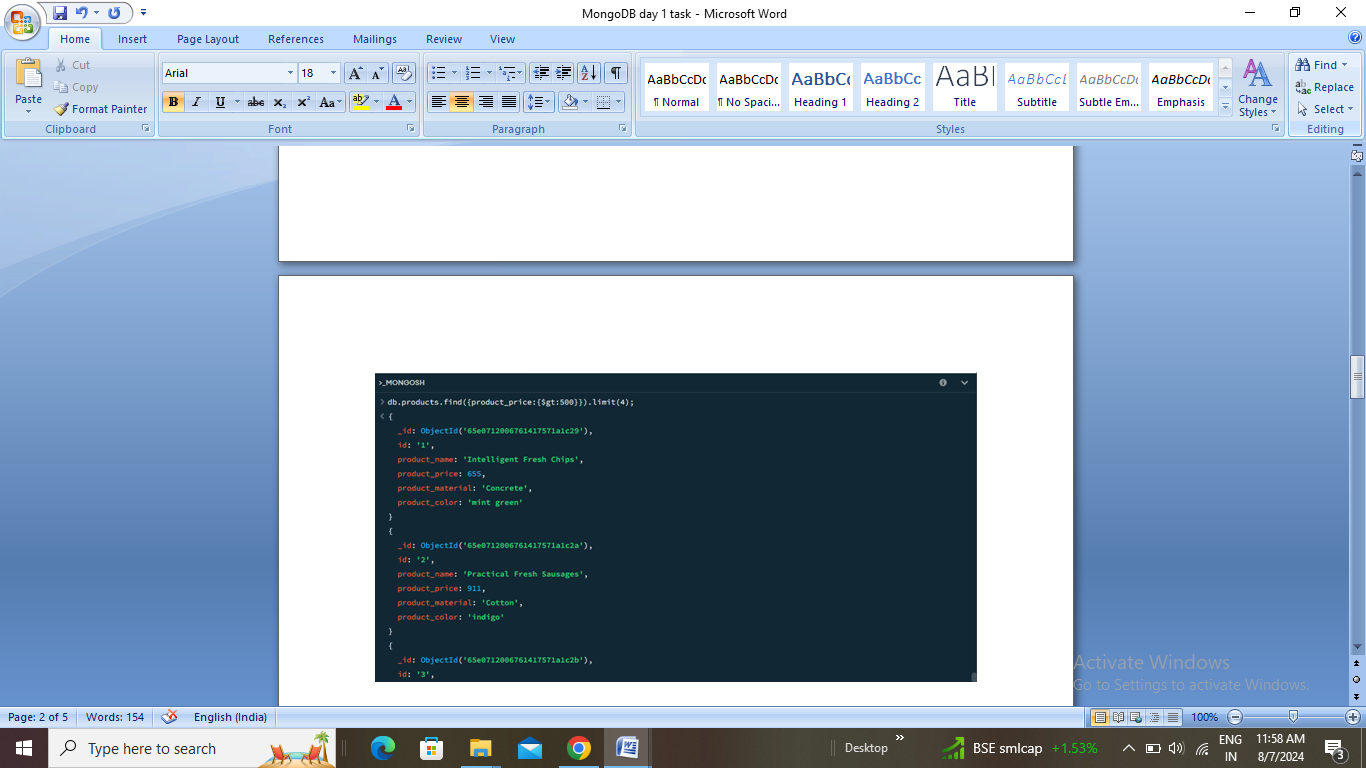 MongoDB day 1 task - Microsoft Word
Home Insert Page Layout References Mailings Review View
Paste
Cut
Copy
Format Painter
Clipboard
Arial 18
B I U abc x₂ x² Aa
Font
Paragraph
AaBbCcDc AaBbCcDc AaBbCc AaBbCc AaBl AaBbCcL AaBbCcDc AaBbCcDc
¶ Normal ¶ No Spaci... Heading 1 Heading 2 Title Subtitle Subtle Em... Emphasis
Change
Styles
Styles
Find
Replace
Select
Editing
>_MONGOSH
> db.products.find({product_price:{$gt:500}}).limit(4);
< {
_id: ObjectId('65e0712006761417571a1c29'),
id: '1',
product_name: 'Intelligent Fresh Chips',
product_price: 655,
product_material: 'Concrete',
product_color: 'mint green'
}
{
_id: ObjectId('65e0712006761417571a1c2a'),
id: '2',
product_name: 'Practical Fresh Sausages',
product_price: 911,
product_material: 'Cotton',
product_color: 'indigo'
}
{
_id: ObjectId('65e0712006761417571a1c2b'),
id: '3',
Activate Windows
Go to Settings to activate Windows.
Page: 2 of 5 Words: 154 English (India) 100%
Type here to search
Desktop
BSE smlcap +1.53%
ENG
IN
11:58 AM
8/7/2024
3